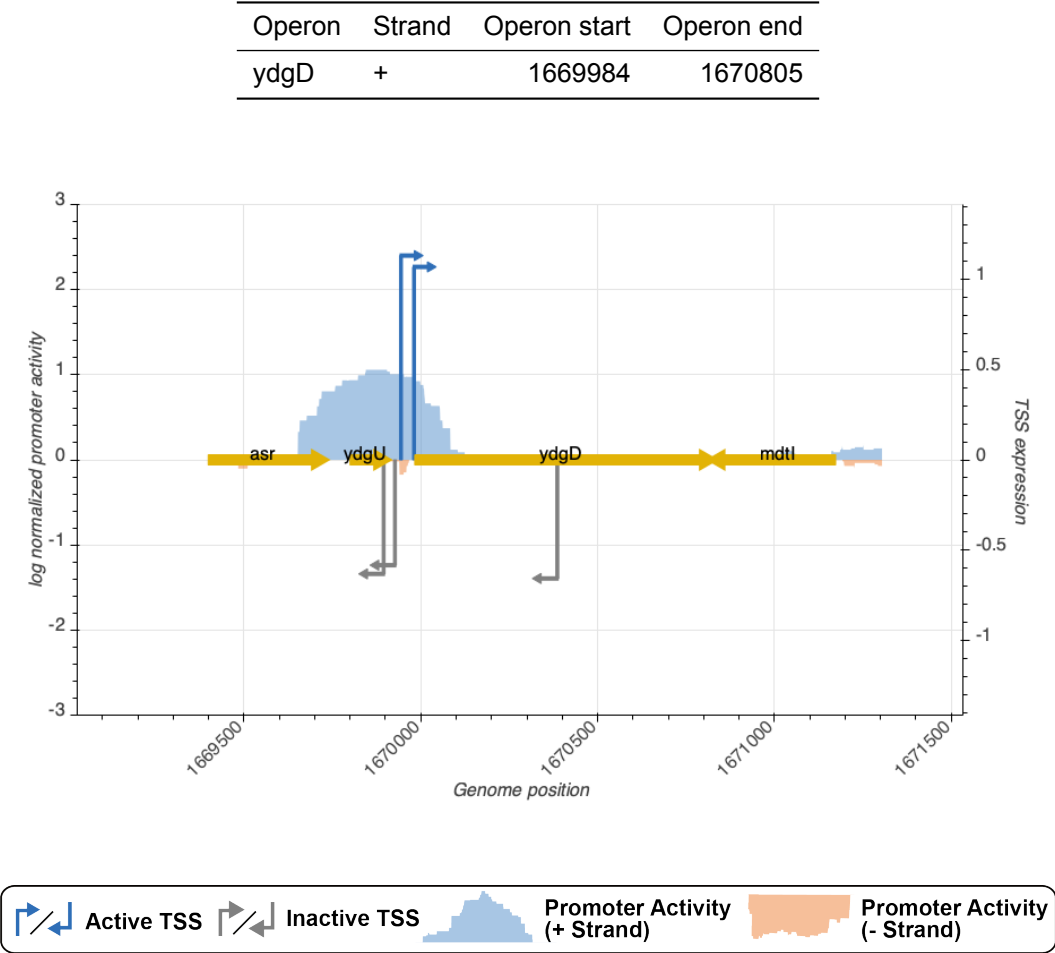 Operon Strand Operon start Operon end
ydgD + 1669984 1670805
3
2
1
0
-1
-2
-3
log normalized promoter activity
1
0.5
0
-0.5
-1
TSS expression
asr ydgU ydgD mdtI
1669500 1670000 1670500 1671000 1671500
Genome position
Active TSS
Inactive TSS
Promoter Activity
(+ Strand)
Promoter Activity
(- Strand)